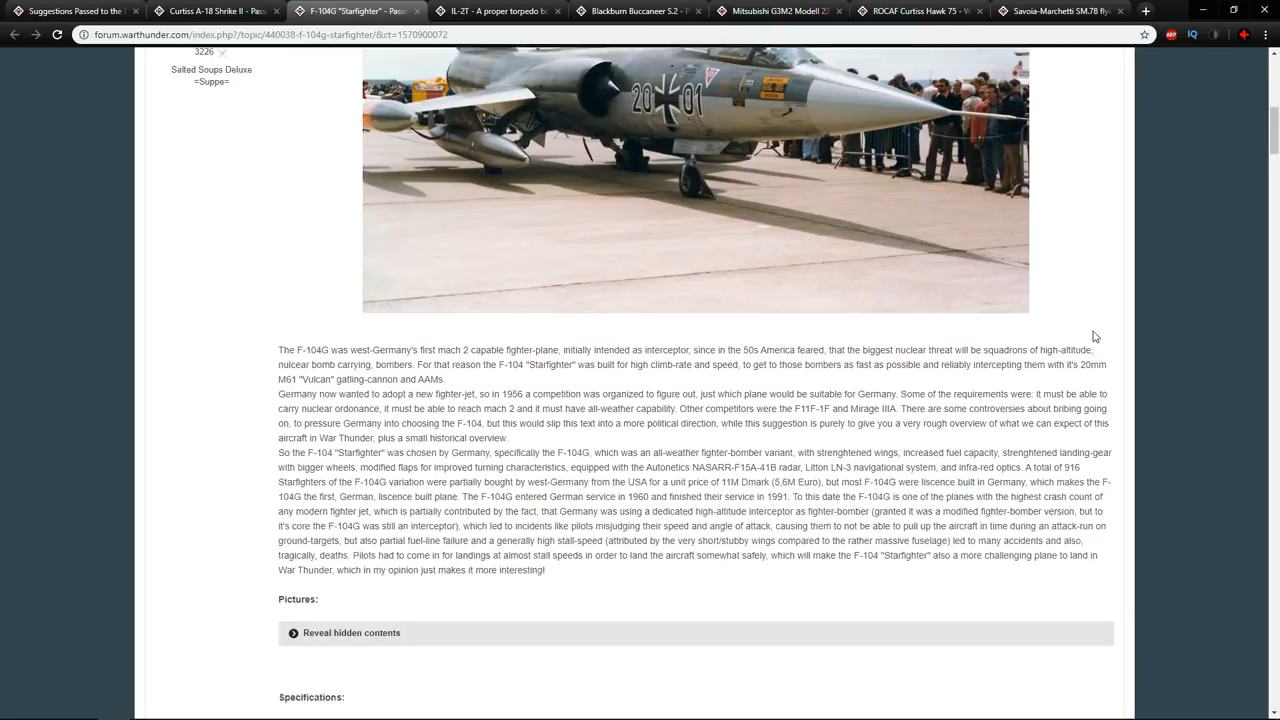 Suggestions Passed to
Curtiss A-18 Shrike II - Pass
F-104G "Starfighter" - Pass
IL-2T - A proper torpedo b
Blackburn Buccaneer S.2 - P
Mitsubishi G3M2 Model 22
ROCAF Curtiss Hawk 75 - W
Savoia-Marchetti SM.78 fly
forum.warthunder.com/index.php?/topic/440038-f-104g-starfighter/&ct=1570900072
ABP
IQ
3226
Salted Soups Deluxe
=Suppe=
20 01
The F-104G was west-Germany's first mach 2 capable fighter-plane, initially intended as interceptor, since in the 50s America feared, that the biggest nuclear threat will be squadrons of high-altitude,
nuclear bomb carrying, bombers. For that reason the F-104 "Starfighter" was built for high climb-rate and speed, to get to those bombers as fast as possible and reliably intercepting them with it's 20mm
M61 "Vulcan" gatling-cannon and AAMs.
Germany now wanted to adopt a new fighter-jet, so in 1956 a competition was organized to figure out, just which plane would be suitable for Germany. Some of the requirements were: it must be able to
carry nuclear ordonance, it must be able to reach mach 2 and it must have all-weather capability. Other competitors were the F11F-1F and Mirage IIIA. There are some controversies about bribing going
on, to pressure Germany into choosing the F-104, but this would slip this text into a more political direction, while this suggestion is purely to give you a very rough overview of what we can expect of this
aircraft in War Thunder, plus a small historical overview.
So the F-104 "Starfighter" was chosen by Germany, specifically the F-104G, which was an all-weather fighter-bomber variant, with strenghtened wings, increased fuel capacity, strenghtened landing-gear
with bigger wheels, modified flaps for improved turning characteristics, equipped with the Autonetics NASARR-F15A-41B radar, Litton LN-3 navigational system, and infra-red optics. A total of 916
Starfighters of the F-104G variation were partially bought by west-Germany from the USA for a unit price of 11M Dmark (5,6M Euro), but most F-104G were liscence built in Germany, which makes the F-
104G the first, German, liscence built plane. The F-104G entered German service in 1960 and finished their service in 1991. To this date the F-104G is one of the planes with the highest crash count of
any modern fighter jet, which is partially contributed by the fact, that Germany was using a dedicated high-altitude interceptor as fighter-bomber (granted it was a modified fighter-bomber version, but to
it's core the F-104G was still an interceptor), which led to incidents like pilots misjudging their speed and angle of attack, causing them to not be able to pull up the aircraft in time during an attack-run on
ground-targets, but also partial fuel-line failure and a generally high stall-speed (attributed by the very short/stubby wings compared to the rather massive fuselage) led to many accidents and also,
tragically, deaths. Pilots had to come in for landings at almost stall speeds in order to land the aircraft somewhat safely, which will make the F-104 "Starfighter" also a more challenging plane to land in
War Thunder, which in my opinion just makes it more interesting!
Pictures:
Reveal hidden contents
Specifications: